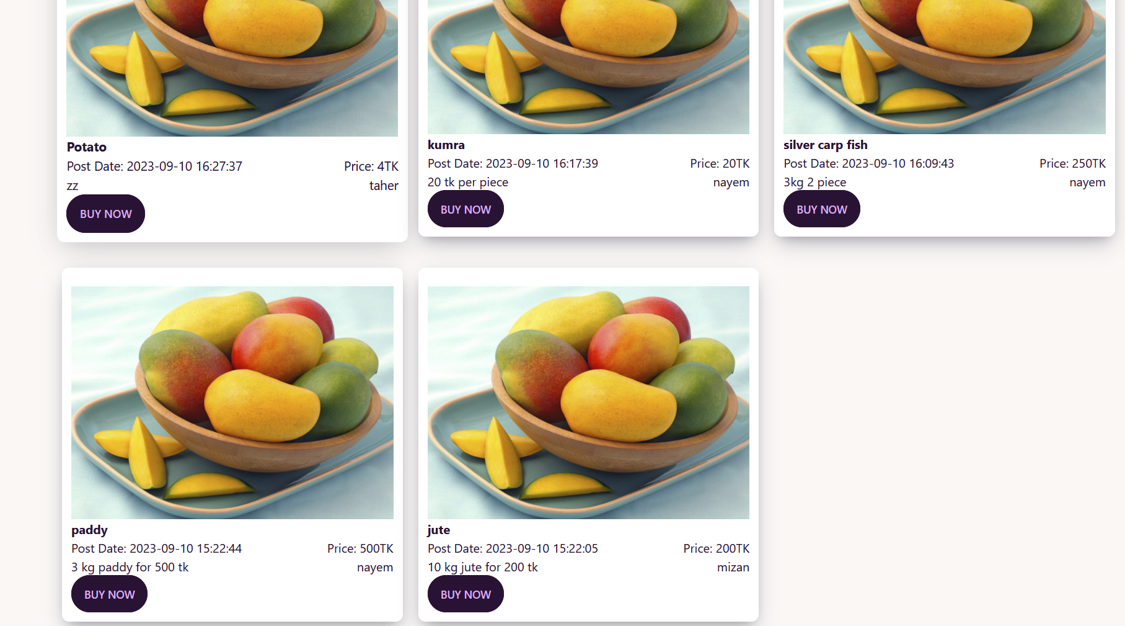 Potato
Post Date: 2023-09-10 16:27:37 Price: 4TK
zz taher
BUY NOW
kumra
Post Date: 2023-09-10 16:17:39 Price: 20TK
20 tk per piece nayem
BUY NOW
silver carp fish
Post Date: 2023-09-10 16:09:43 Price: 250TK
3kg 2 piece nayem
BUY NOW
paddy
Post Date: 2023-09-10 15:22:44 Price: 500TK
3 kg paddy for 500 tk nayem
BUY NOW
jute
Post Date: 2023-09-10 15:22:05 Price: 200TK
10 kg jute for 200 tk mizan
BUY NOW